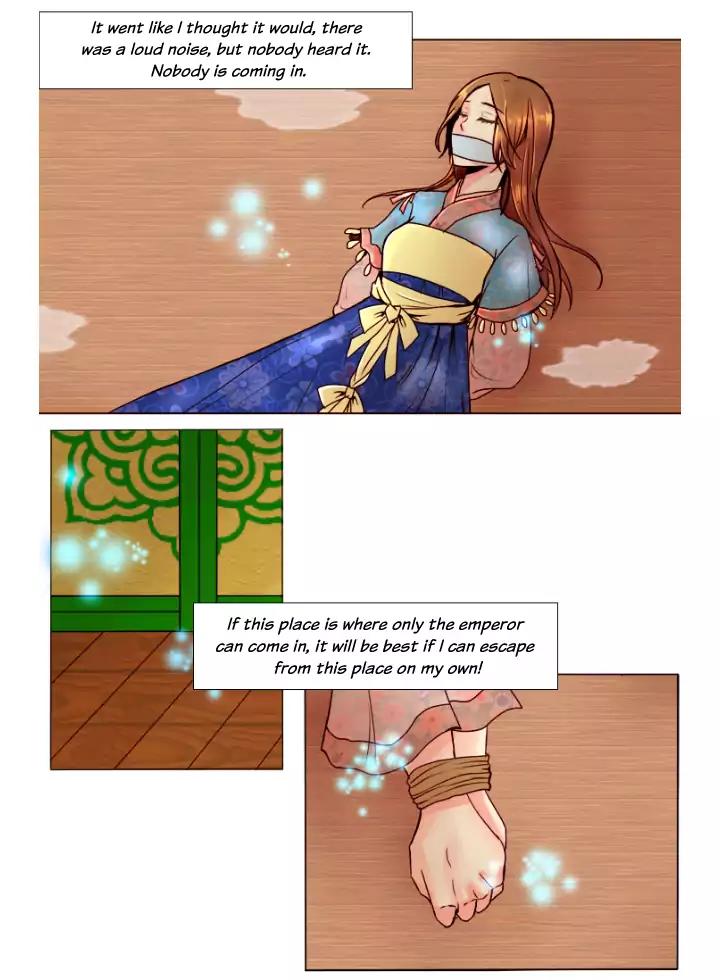 It went like I thought it would, there
was a loud noise, but nobody heard it.
Nobody is coming in.
If this place is where only the emperor
can come in, it will be best if I can escape
from this place on my own!